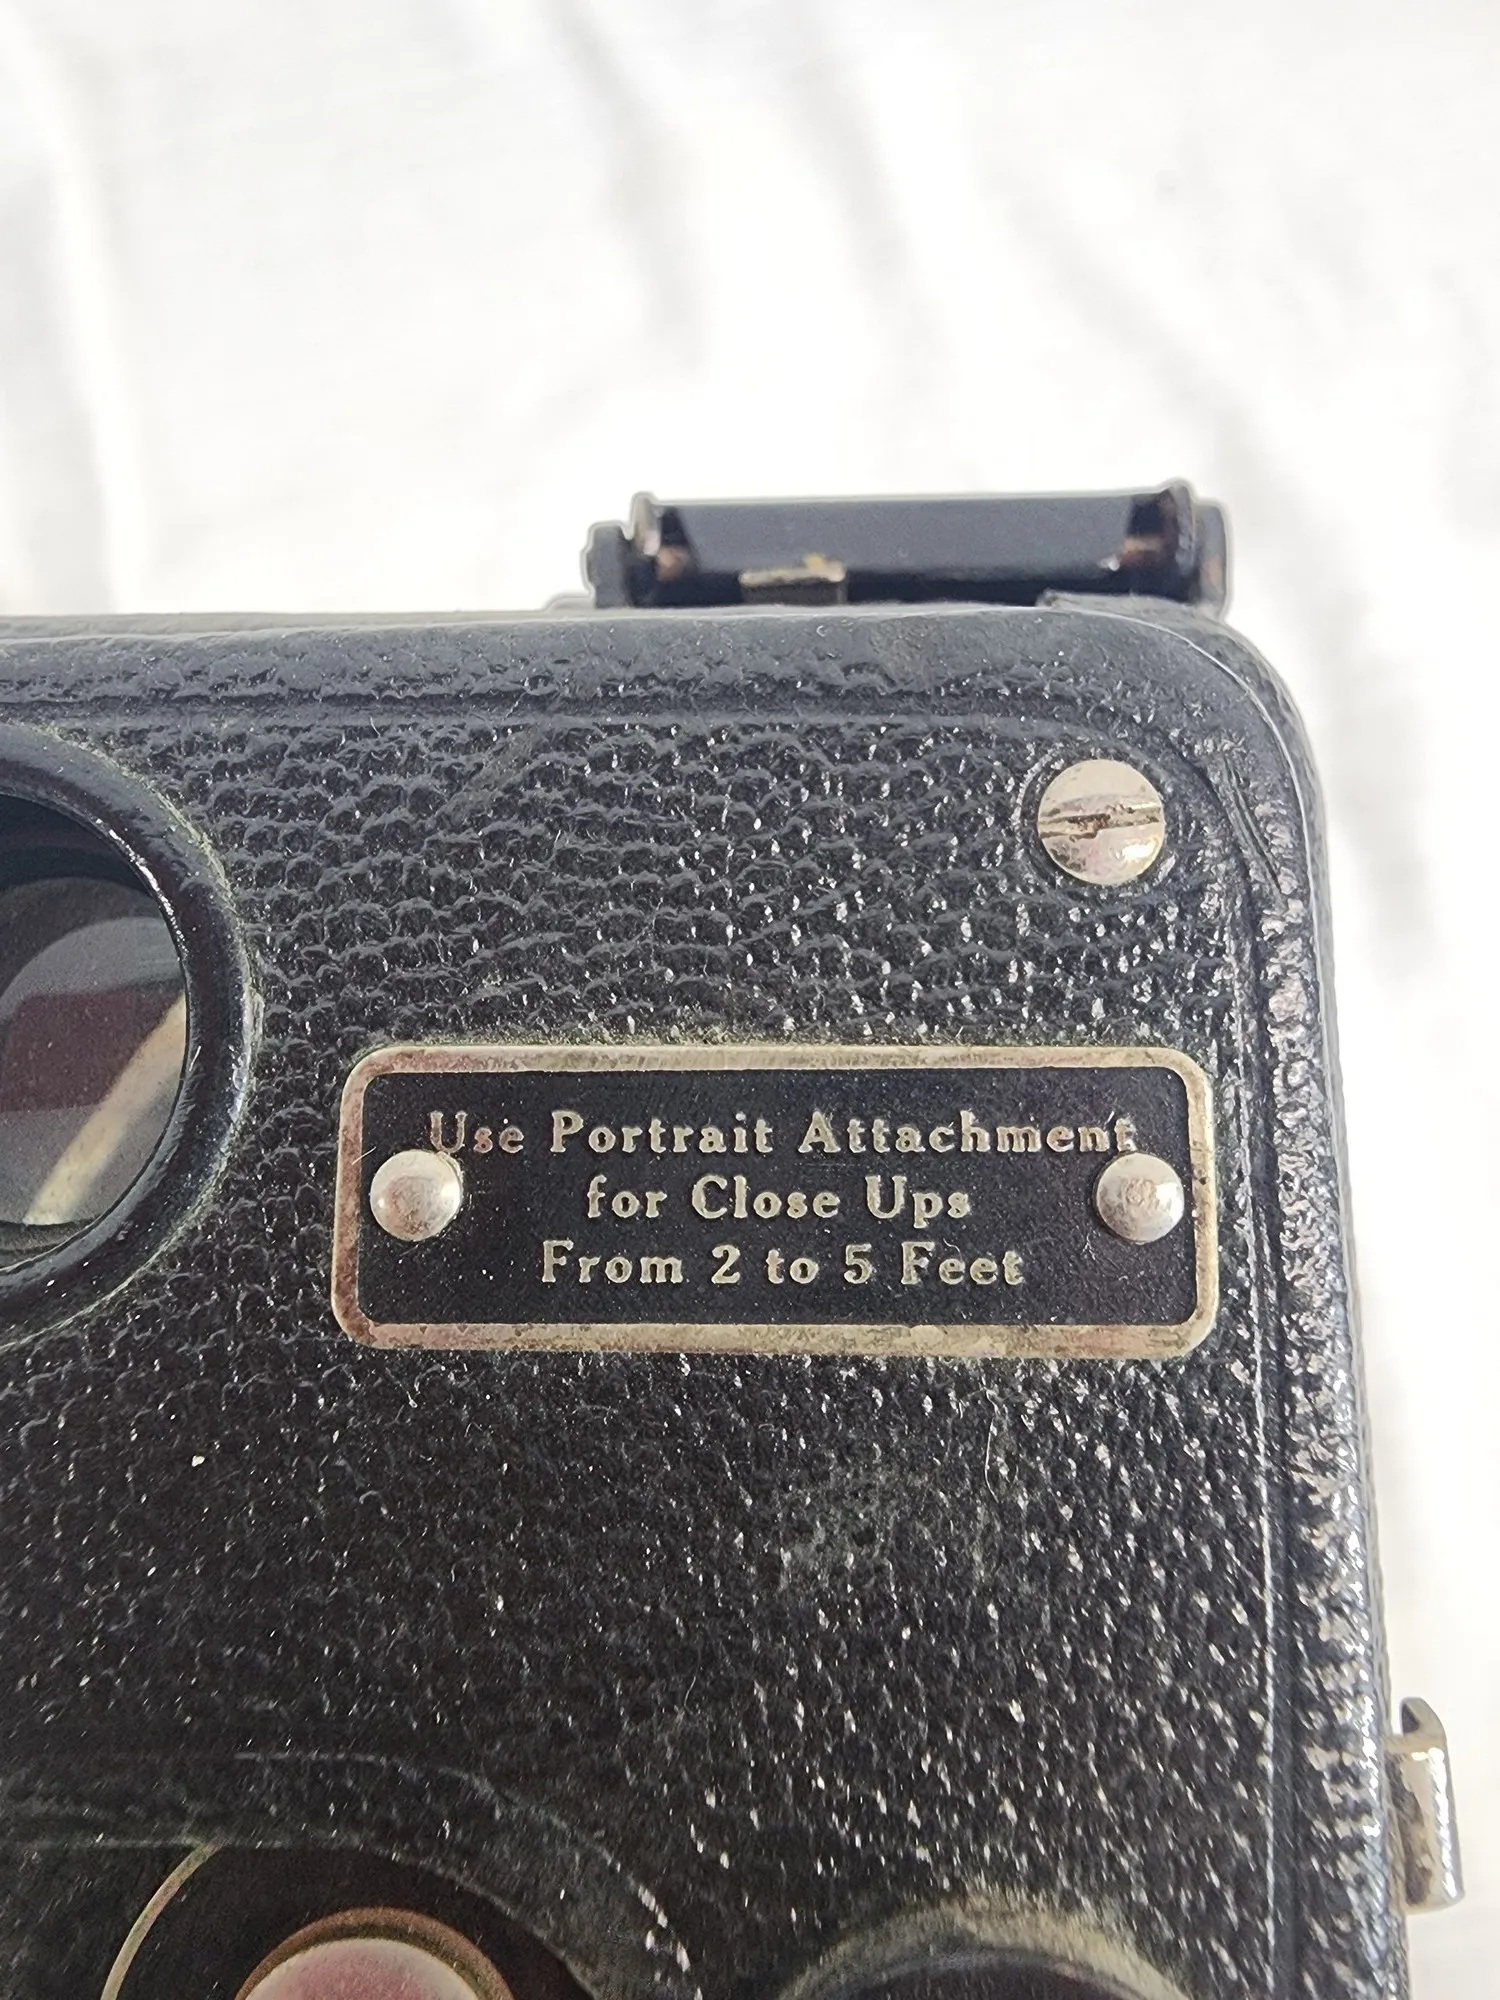 Use Portrait Attachment
for Close Ups
From 2 to 5 Feet